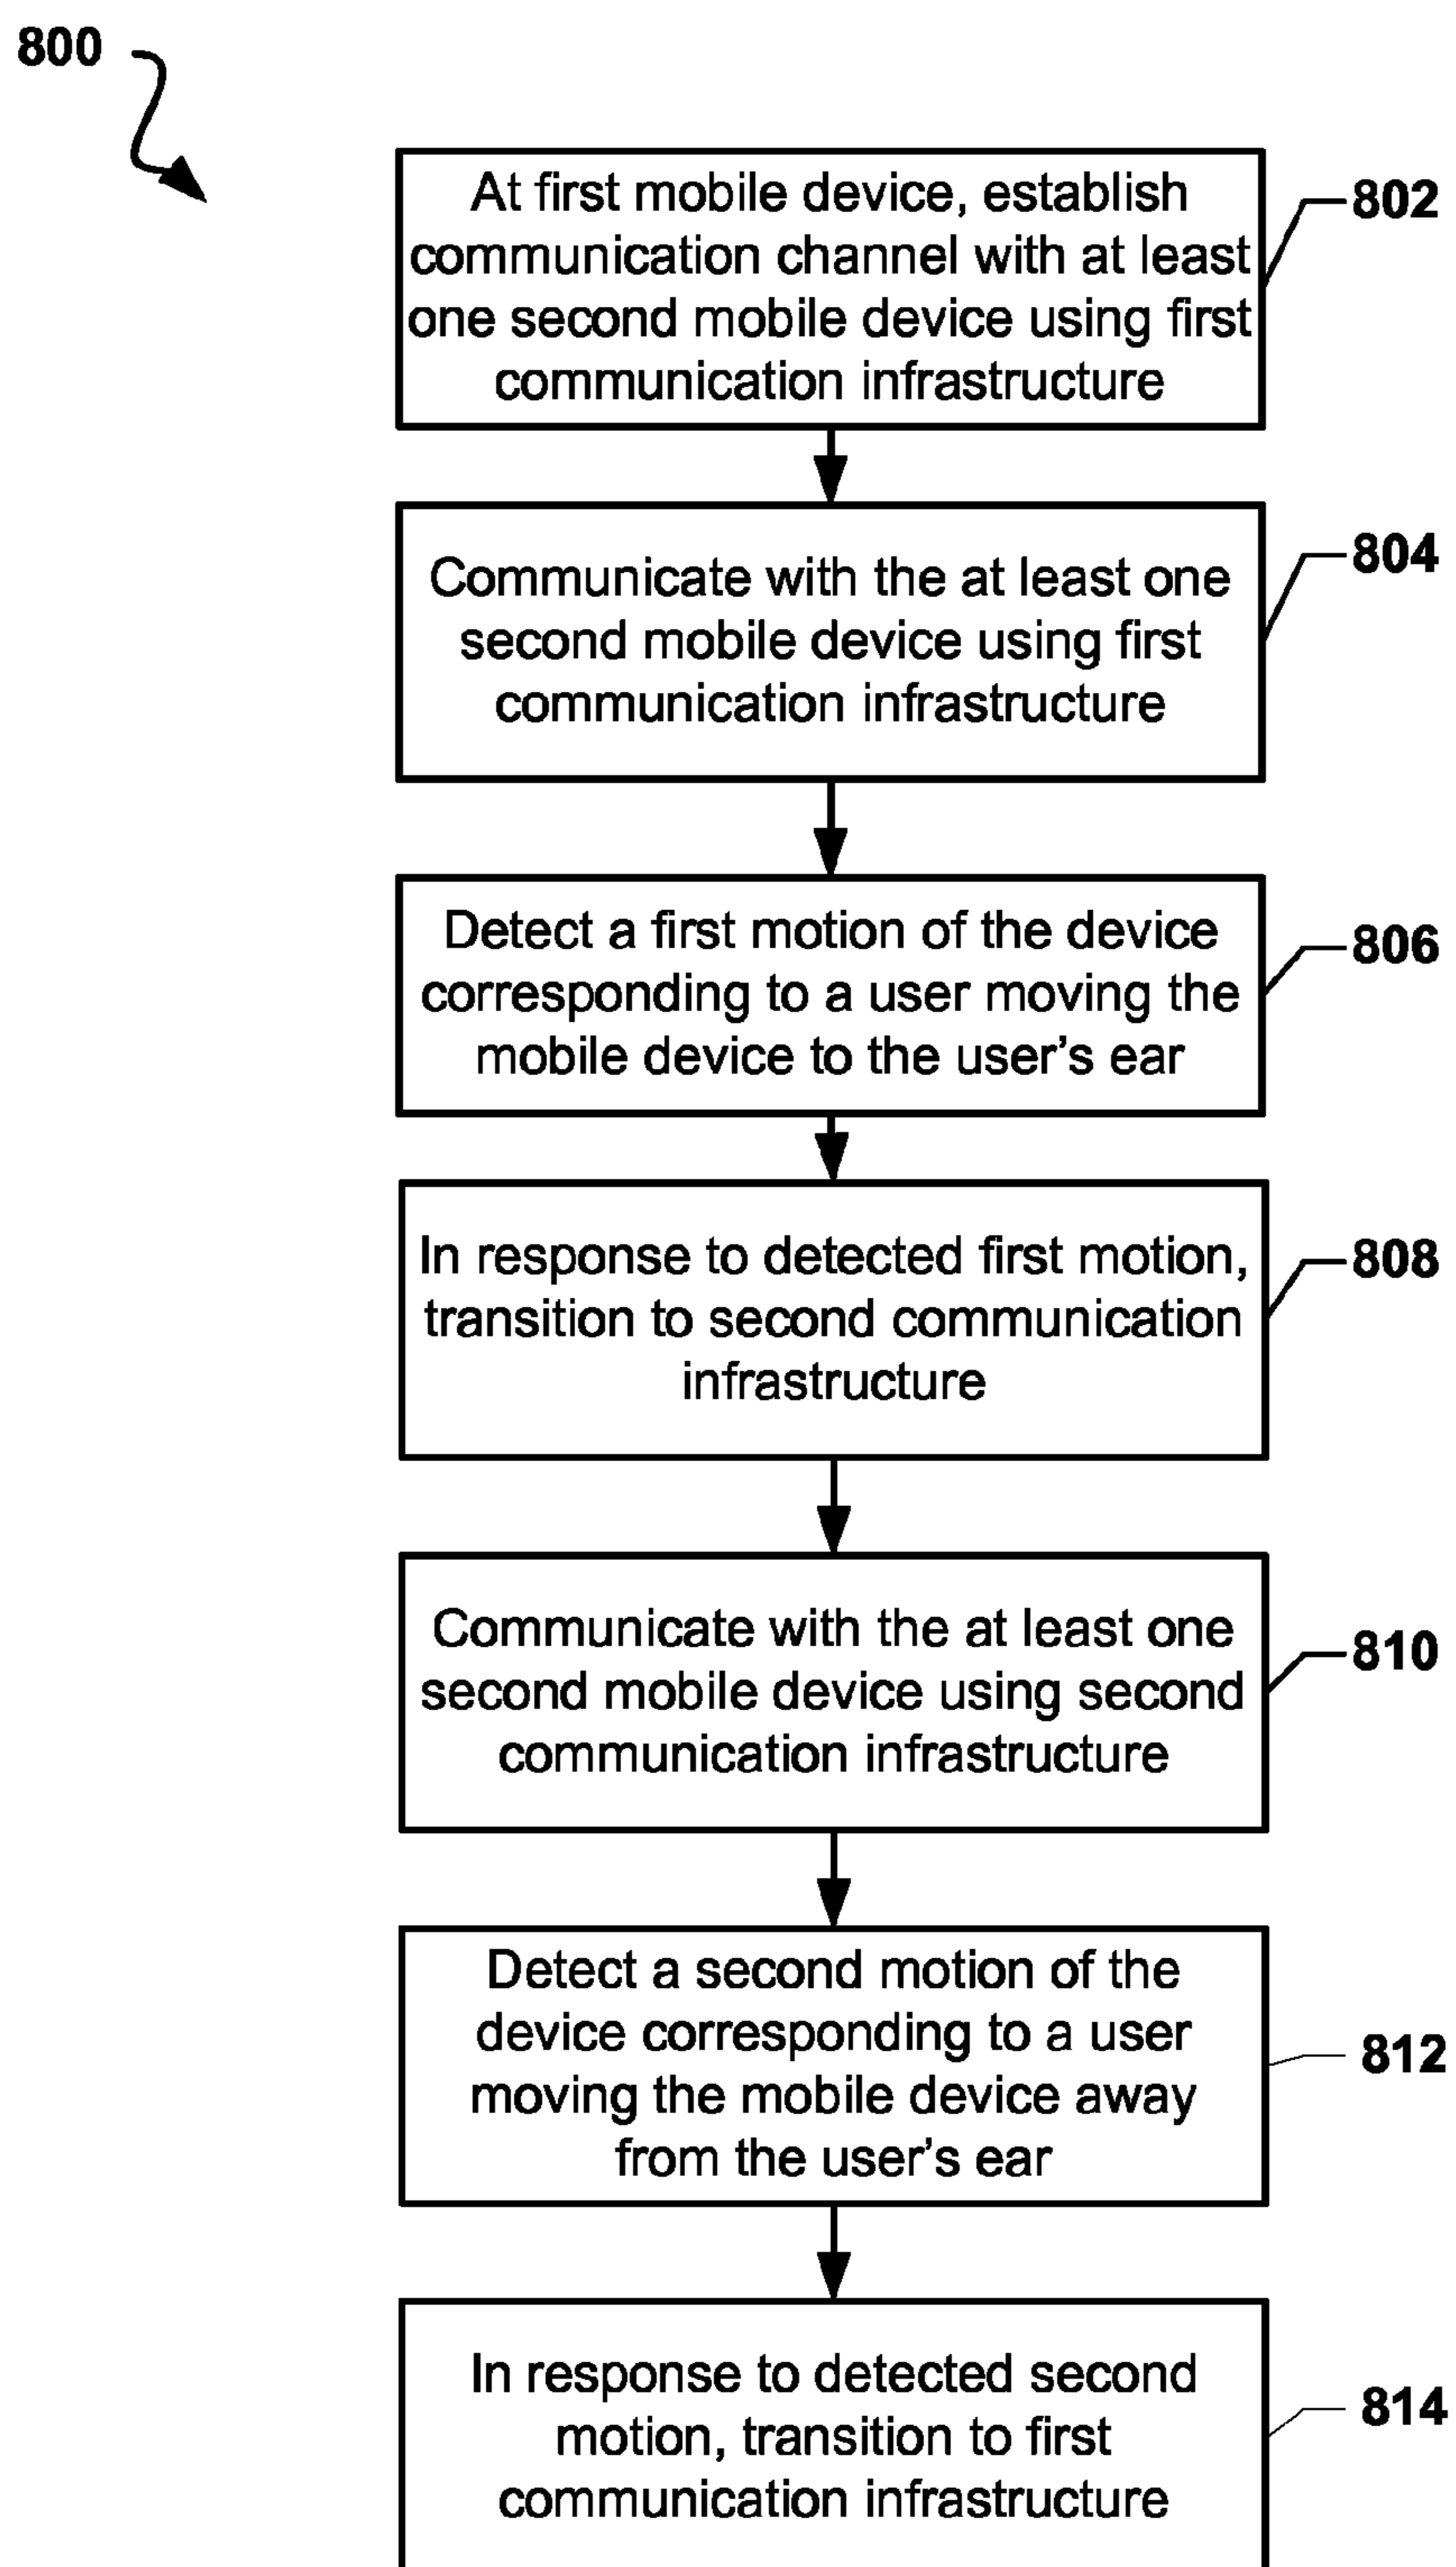 800
At first mobile device, establish
communication channel with at least
one second mobile device using first
communication infrastructure
802
Communicate with the at least one
second mobile device using first
communication infrastructure
804
Detect a first motion of the device
corresponding to a user moving the
mobile device to the user’s ear
806
In response to detected first motion,
transition to second communication
infrastructure
808
Communicate with the at least one
second mobile device using second
communication infrastructure
810
Detect a second motion of the
device corresponding to a user
moving the mobile device away
from the user’s ear
812
In response to detected second
motion, transition to first
communication infrastructure
814